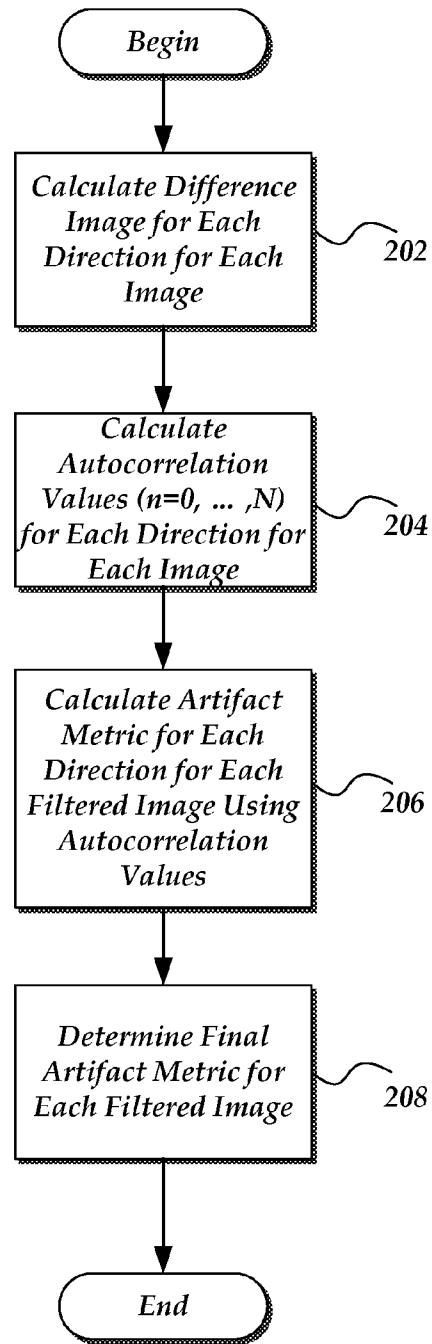 Begin
Calculate Difference
Image for Each
Direction for Each
Image
202
Calculate
Autocorrelation
Values (n=0, ... ,N)
for Each Direction for
Each Image
204
Calculate Artifact
Metric for Each
Direction for Each
Filtered Image Using
Autocorrelation
Values
206
Determine Final
Artifact Metric for
Each Filtered Image
208
End